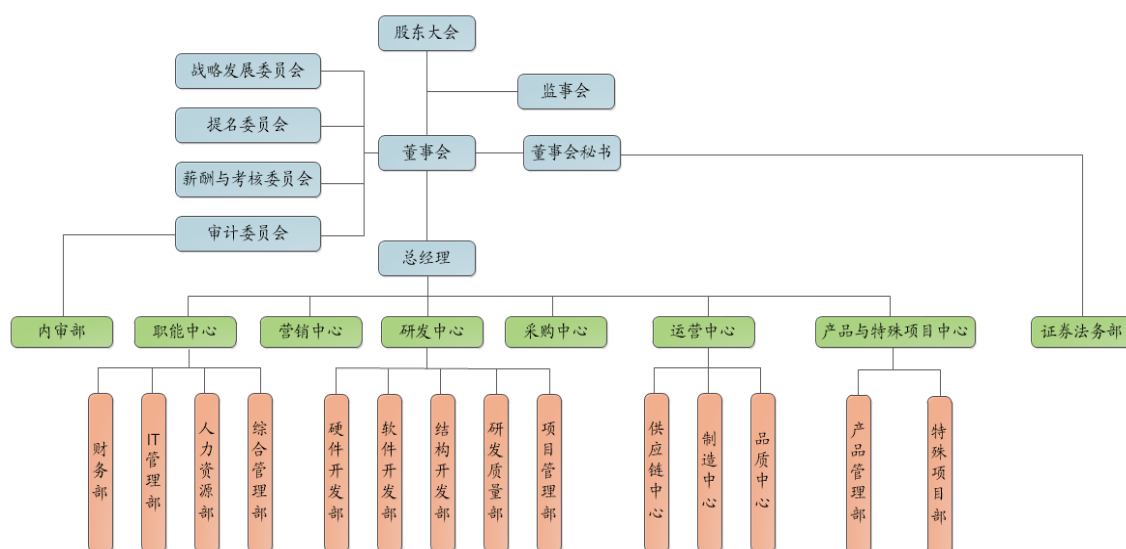 股东大会
战略发展委员会
监事会
提名委员会
董事会
董事会秘书
薪酬与考核委员会
审计委员会
总经理
内审部
职能中心
营销中心
研发中心
采购中心
运营中心
产品与特殊项目中心
证券法务部
财务部
IT管理部
人力资源部
综合管理部
硬件开发部
软件开发部
结构开发部
研发质量部
项目管理部
供应链中心
制造中心
品质中心
产品管理部
特殊项目部